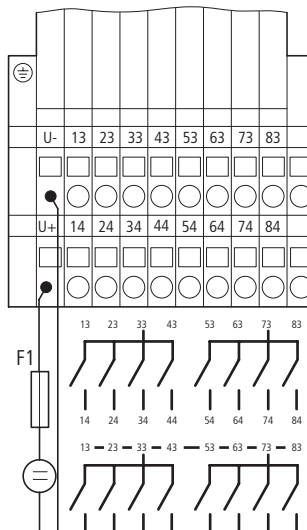 U- 13 23 33 43 53 63 73 83
U+ 14 24 34 44 54 64 74 84
13 23 33 43 53 63 73 83
F1
14 24 34 44 54 64 74 84
13 23 33 43 53 63 73 83